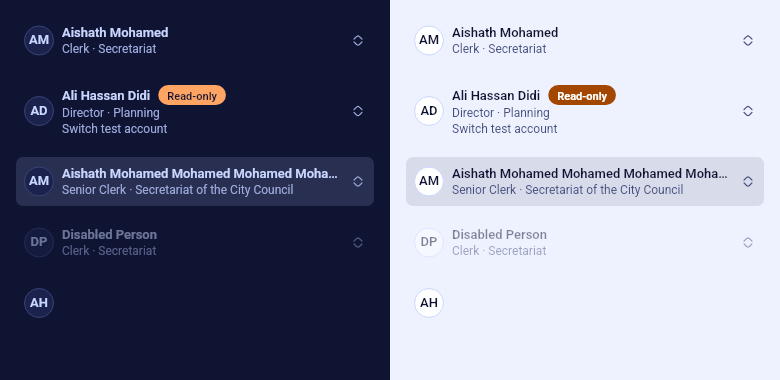 AM
Aishath Mohamed
Clerk · Secretariat
AD
Ali Hassan Didi Read-only
Director · Planning
Switch test account
AM
Aishath Mohamed Mohamed Mohamed Moha...
Senior Clerk · Secretariat of the City Council
DP
Disabled Person
Clerk · Secretariat
AH
AM
Aishath Mohamed
Clerk · Secretariat
AD
Ali Hassan Didi Read-only
Director · Planning
Switch test account
AM
Aishath Mohamed Mohamed Mohamed Moha...
Senior Clerk · Secretariat of the City Council
DP
Disabled Person
Clerk · Secretariat
AH